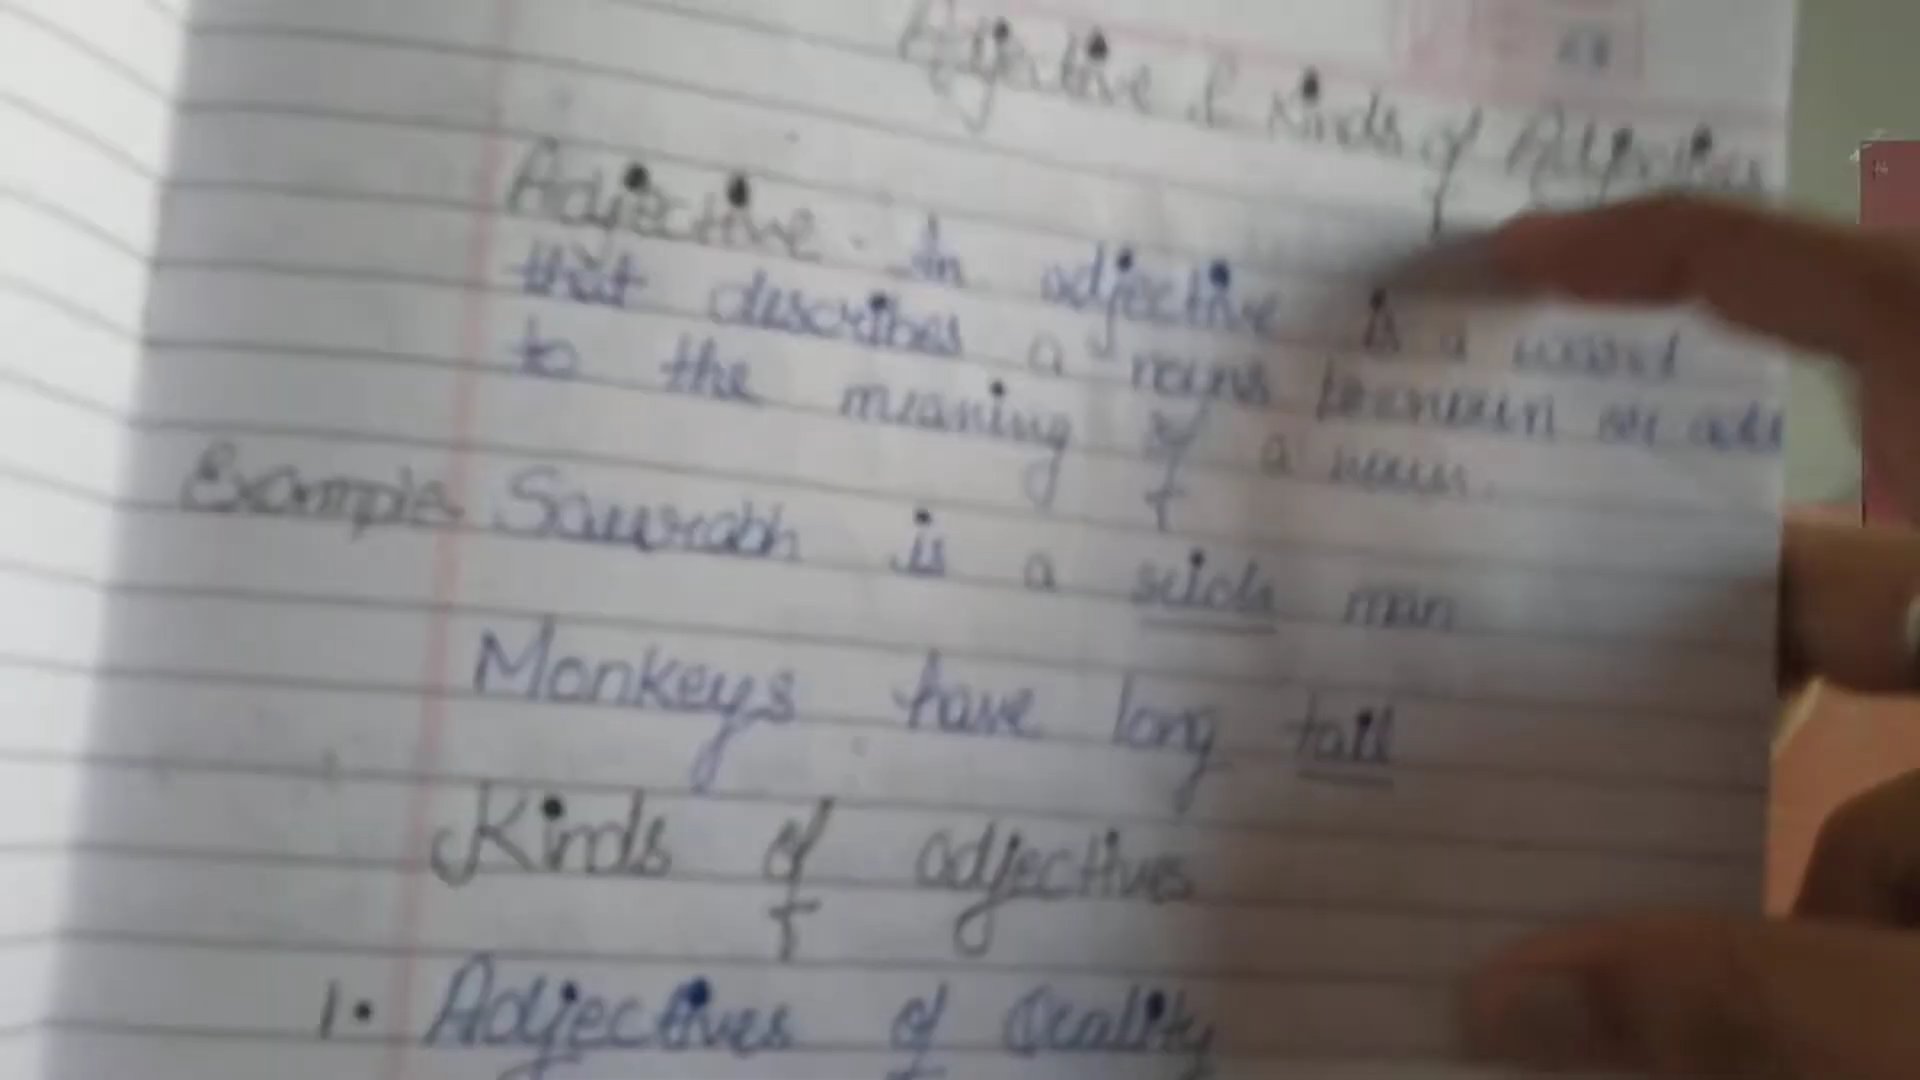 Adjective & Kinds of Adjectives
Adjective. An adjective is a word
that describes a nouns pronoun or add
to the meaning of a noun.
Example Saurabh is a man
Monkeys have long tail
Kinds of adjectives
1. Adjectives of Quality